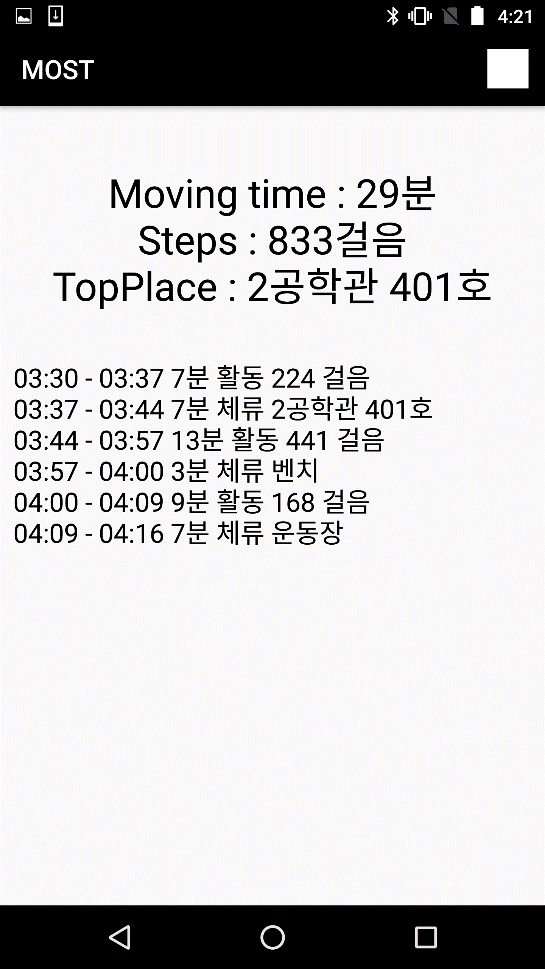 4:21
MOST
Moving time : 29분
Steps : 833걸음
TopPlace : 2공학관 401호
03:30 - 03:37 7분 활동 224 걸음
03:37 - 03:44 7분 체류 2공학관 401호
03:44 - 03:57 13분 활동 441 걸음
03:57 - 04:00 3분 체류 벤치
04:00 - 04:09 9분 활동 168 걸음
04:09 - 04:16 7분 체류 운동장